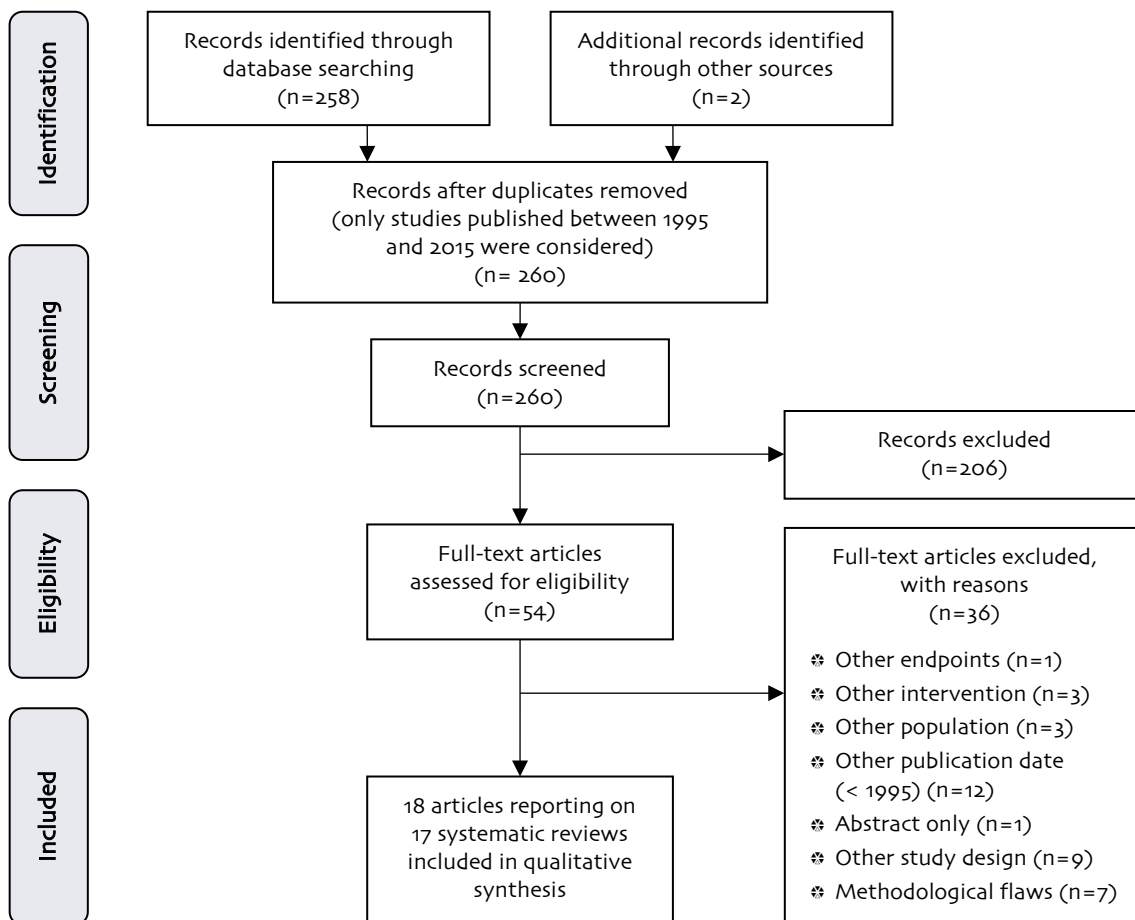 Identification
Records identified through
database searching
(n=258)
Additional records identified
through other sources
(n=2)
Records after duplicates removed
(only studies published between 1995
and 2015 were considered)
(n= 260)
Screening
Records screened
(n=260)
Records excluded
(n=206)
Eligibility
Full-text articles
assessed for eligibility
(n=54)
Full-text articles excluded,
with reasons
(n=36)
Other endpoints (n=1)
Other intervention (n=3)
Other population (n=3)
Other publication date
(< 1995) (n=12)
Abstract only (n=1)
Other study design (n=9)
Methodological flaws (n=7)
Included
18 articles reporting on
17 systematic reviews
included in qualitative
synthesis